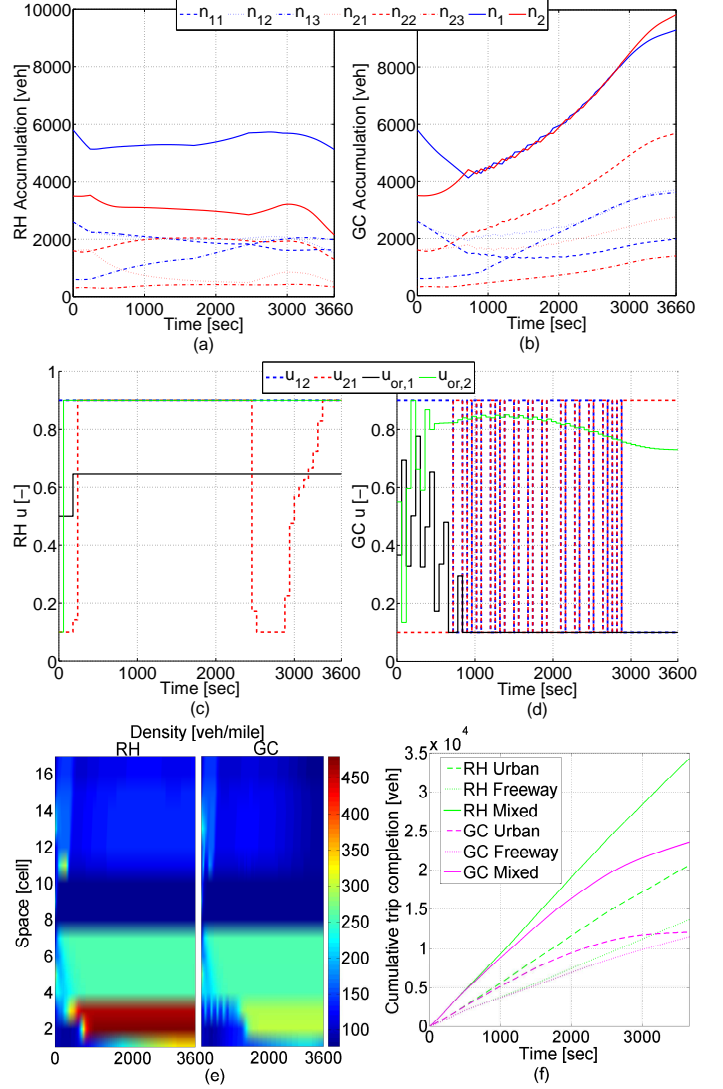 n11 n12 n13 n21 n22 n23 n1 n2
10000
8000
6000
4000
2000
0
RH Accumulation [veh]
0 1000 2000 3000 3660
Time [sec]
(a)
10000
8000
6000
4000
2000
0
GC Accumulation [veh]
0 1000 2000 3000 3660
Time [sec]
(b)
u12 u21 uor,1 uor,2
1
0.8
0.6
0.4
0.2
0
RH u [–]
0 1000 2000 3000 3600
Time [sec]
(c)
1
0.8
0.6
0.4
0.2
0
GC u [–]
0 1000 2000 3000 3600
Time [sec]
(d)
Density [veh/mile]
RH GC
16
14
12
10
8
6
4
2
Space [cell]
0 2000 3600 0 2000 3600
Time [sec]
(e)
450
400
350
300
250
200
150
100
3.5 x 10^4
3
2.5
2
1.5
1
0.5
0
Cumulative trip completion [veh]
RH Urban
RH Freeway
RH Mixed
GC Urban
GC Freeway
GC Mixed
0 1000 2000 3000
Time [sec]
(f)